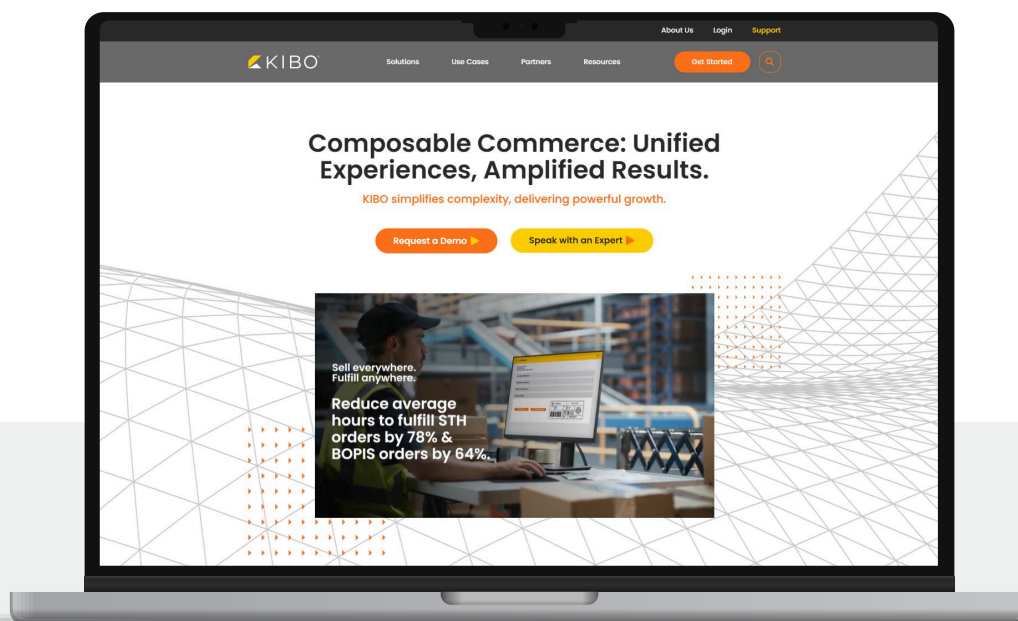 About Us Login Support
KIBO
Solutions Use Cases Partners Resources Get Started
Composable Commerce: Unified
Experiences, Amplified Results.
KIBO simplifies complexity, delivering powerful growth.
Request a Demo Speak with an Expert
Sell everywhere.
Fulfill anywhere.
Reduce average
hours to fulfill STH
orders by 78% &
BOPIS orders by 64%.